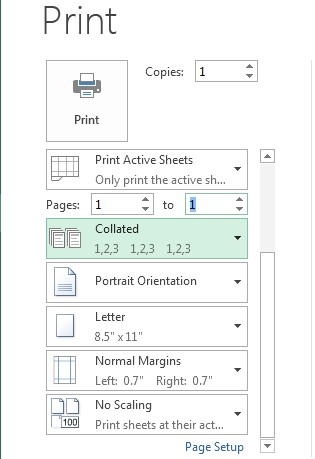 Print
Copies: 1
Print
Print Active Sheets
Only print the active sh...
Pages: 1 to 1
Collated
1,2,3 1,2,3 1,2,3
Portrait Orientation
Letter
8.5" x 11"
Normal Margins
Left: 0.7" Right: 0.7"
No Scaling
100
Print sheets at their act...
Page Setup